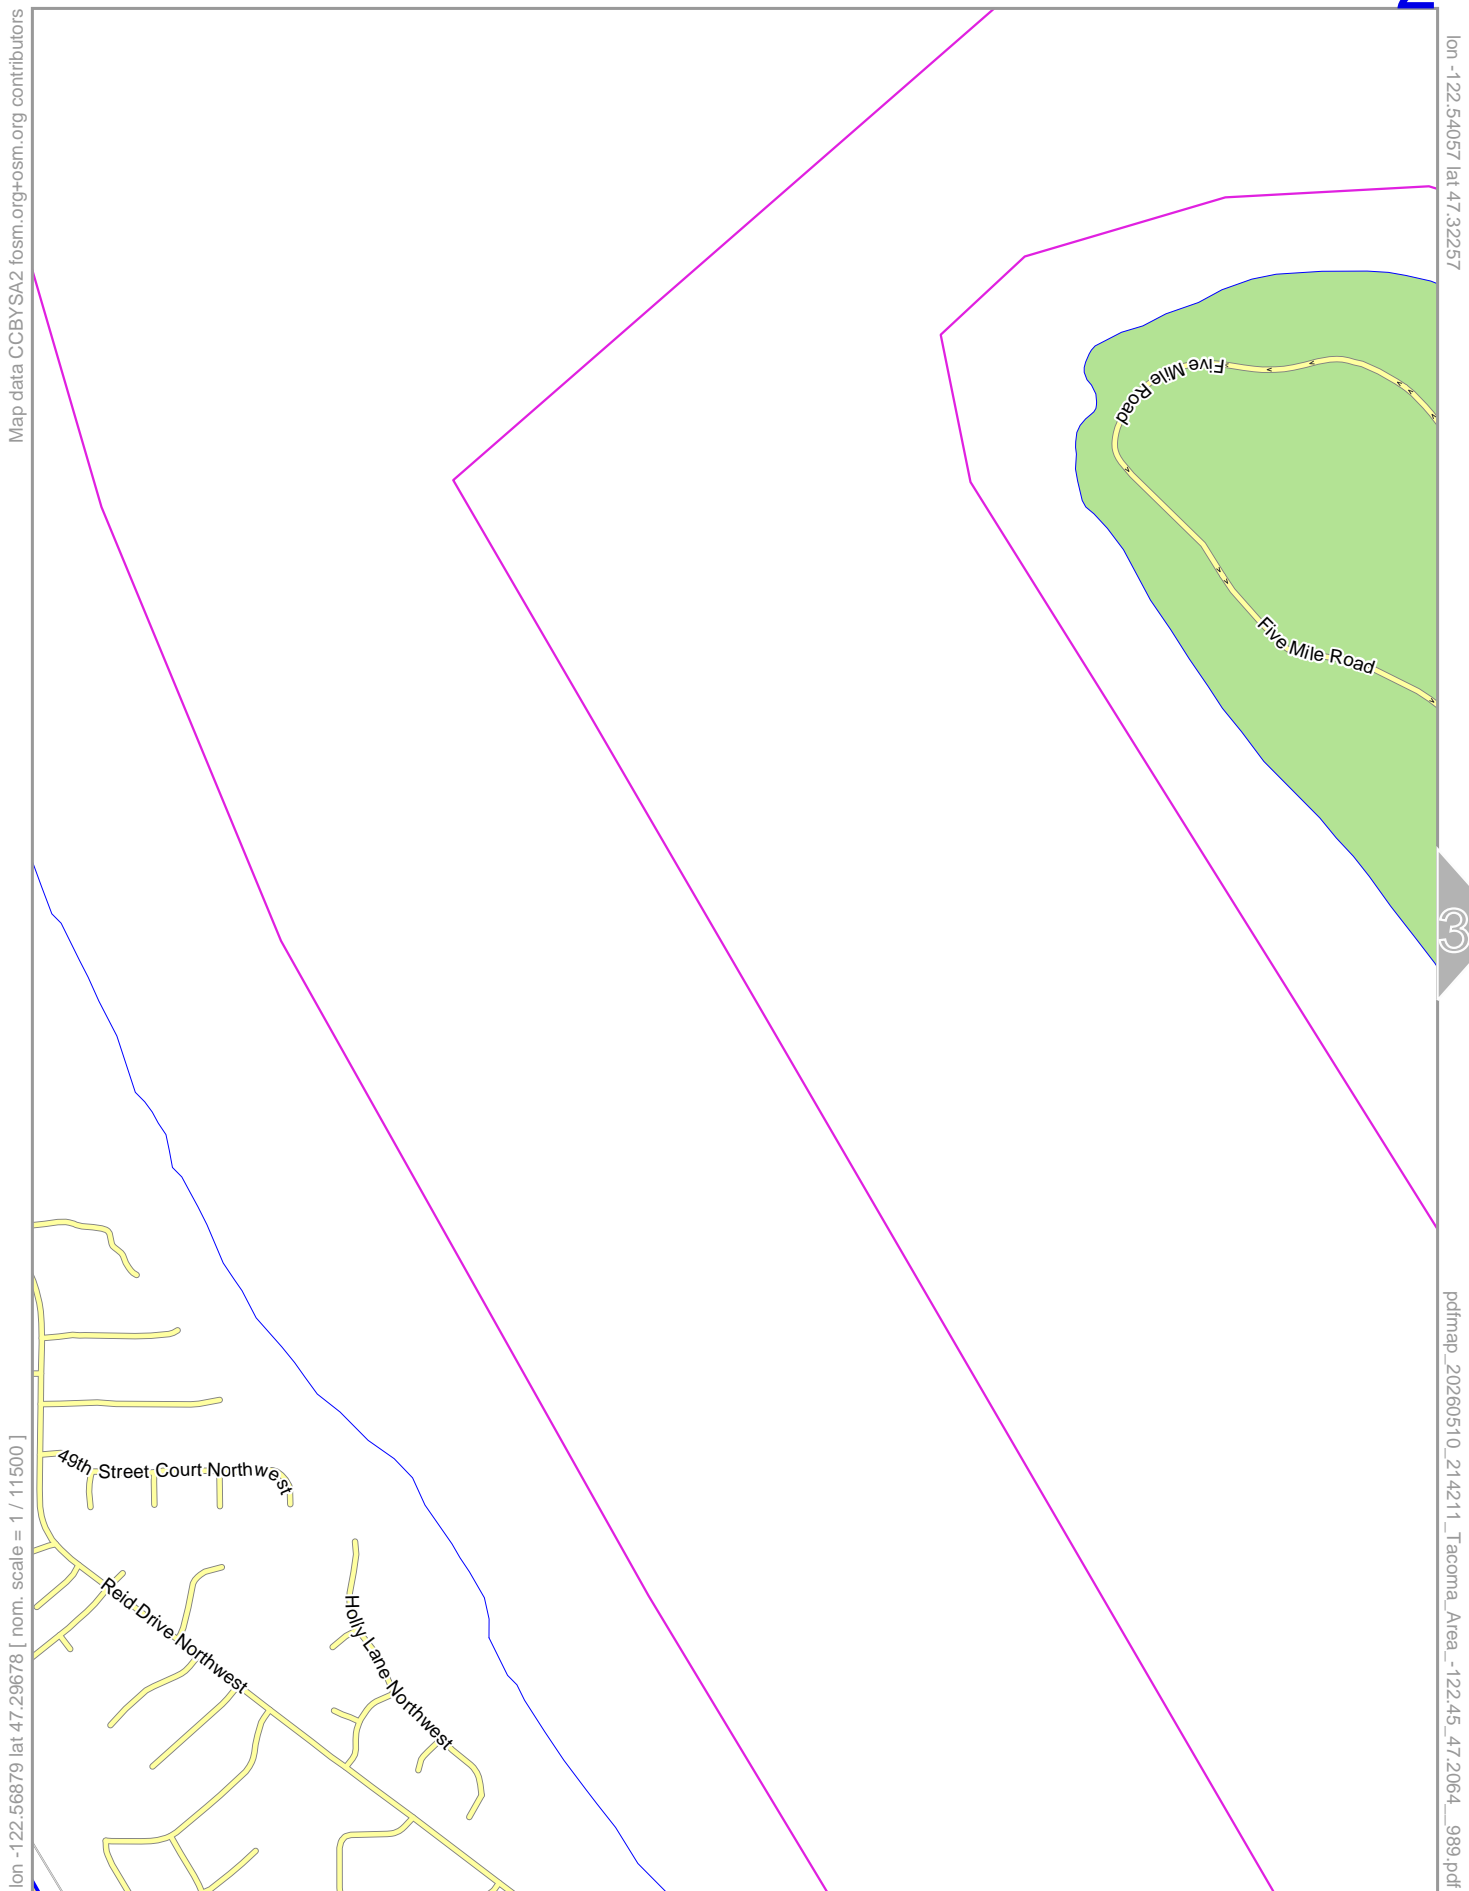 Map data CCBYSA2 fosm.org+osm.org contributors
lon -122.54057 lat 47.32257
Five Mile Road
Five Mile Road
3
49th Street Court Northwest
Reid Drive Northwest
Holly Lane Northwest
lon -122.56879 lat 47.29678 [ nom. scale = 1 / 11500 ]
pdfmap_20260510_214211_Tacoma_Area_-122.45_47.2064__989.pdf